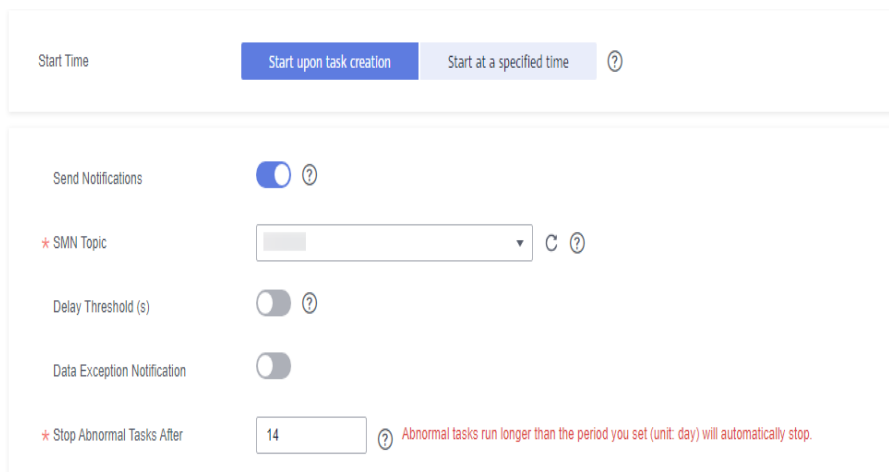 Start Time Start upon task creation Start at a specified time ?
Send Notifications ?
* SMN Topic ?
Delay Threshold (s) ?
Data Exception Notification
* Stop Abnormal Tasks After 14 ? Abnormal tasks run longer than the period you set (unit: day) will automatically stop.